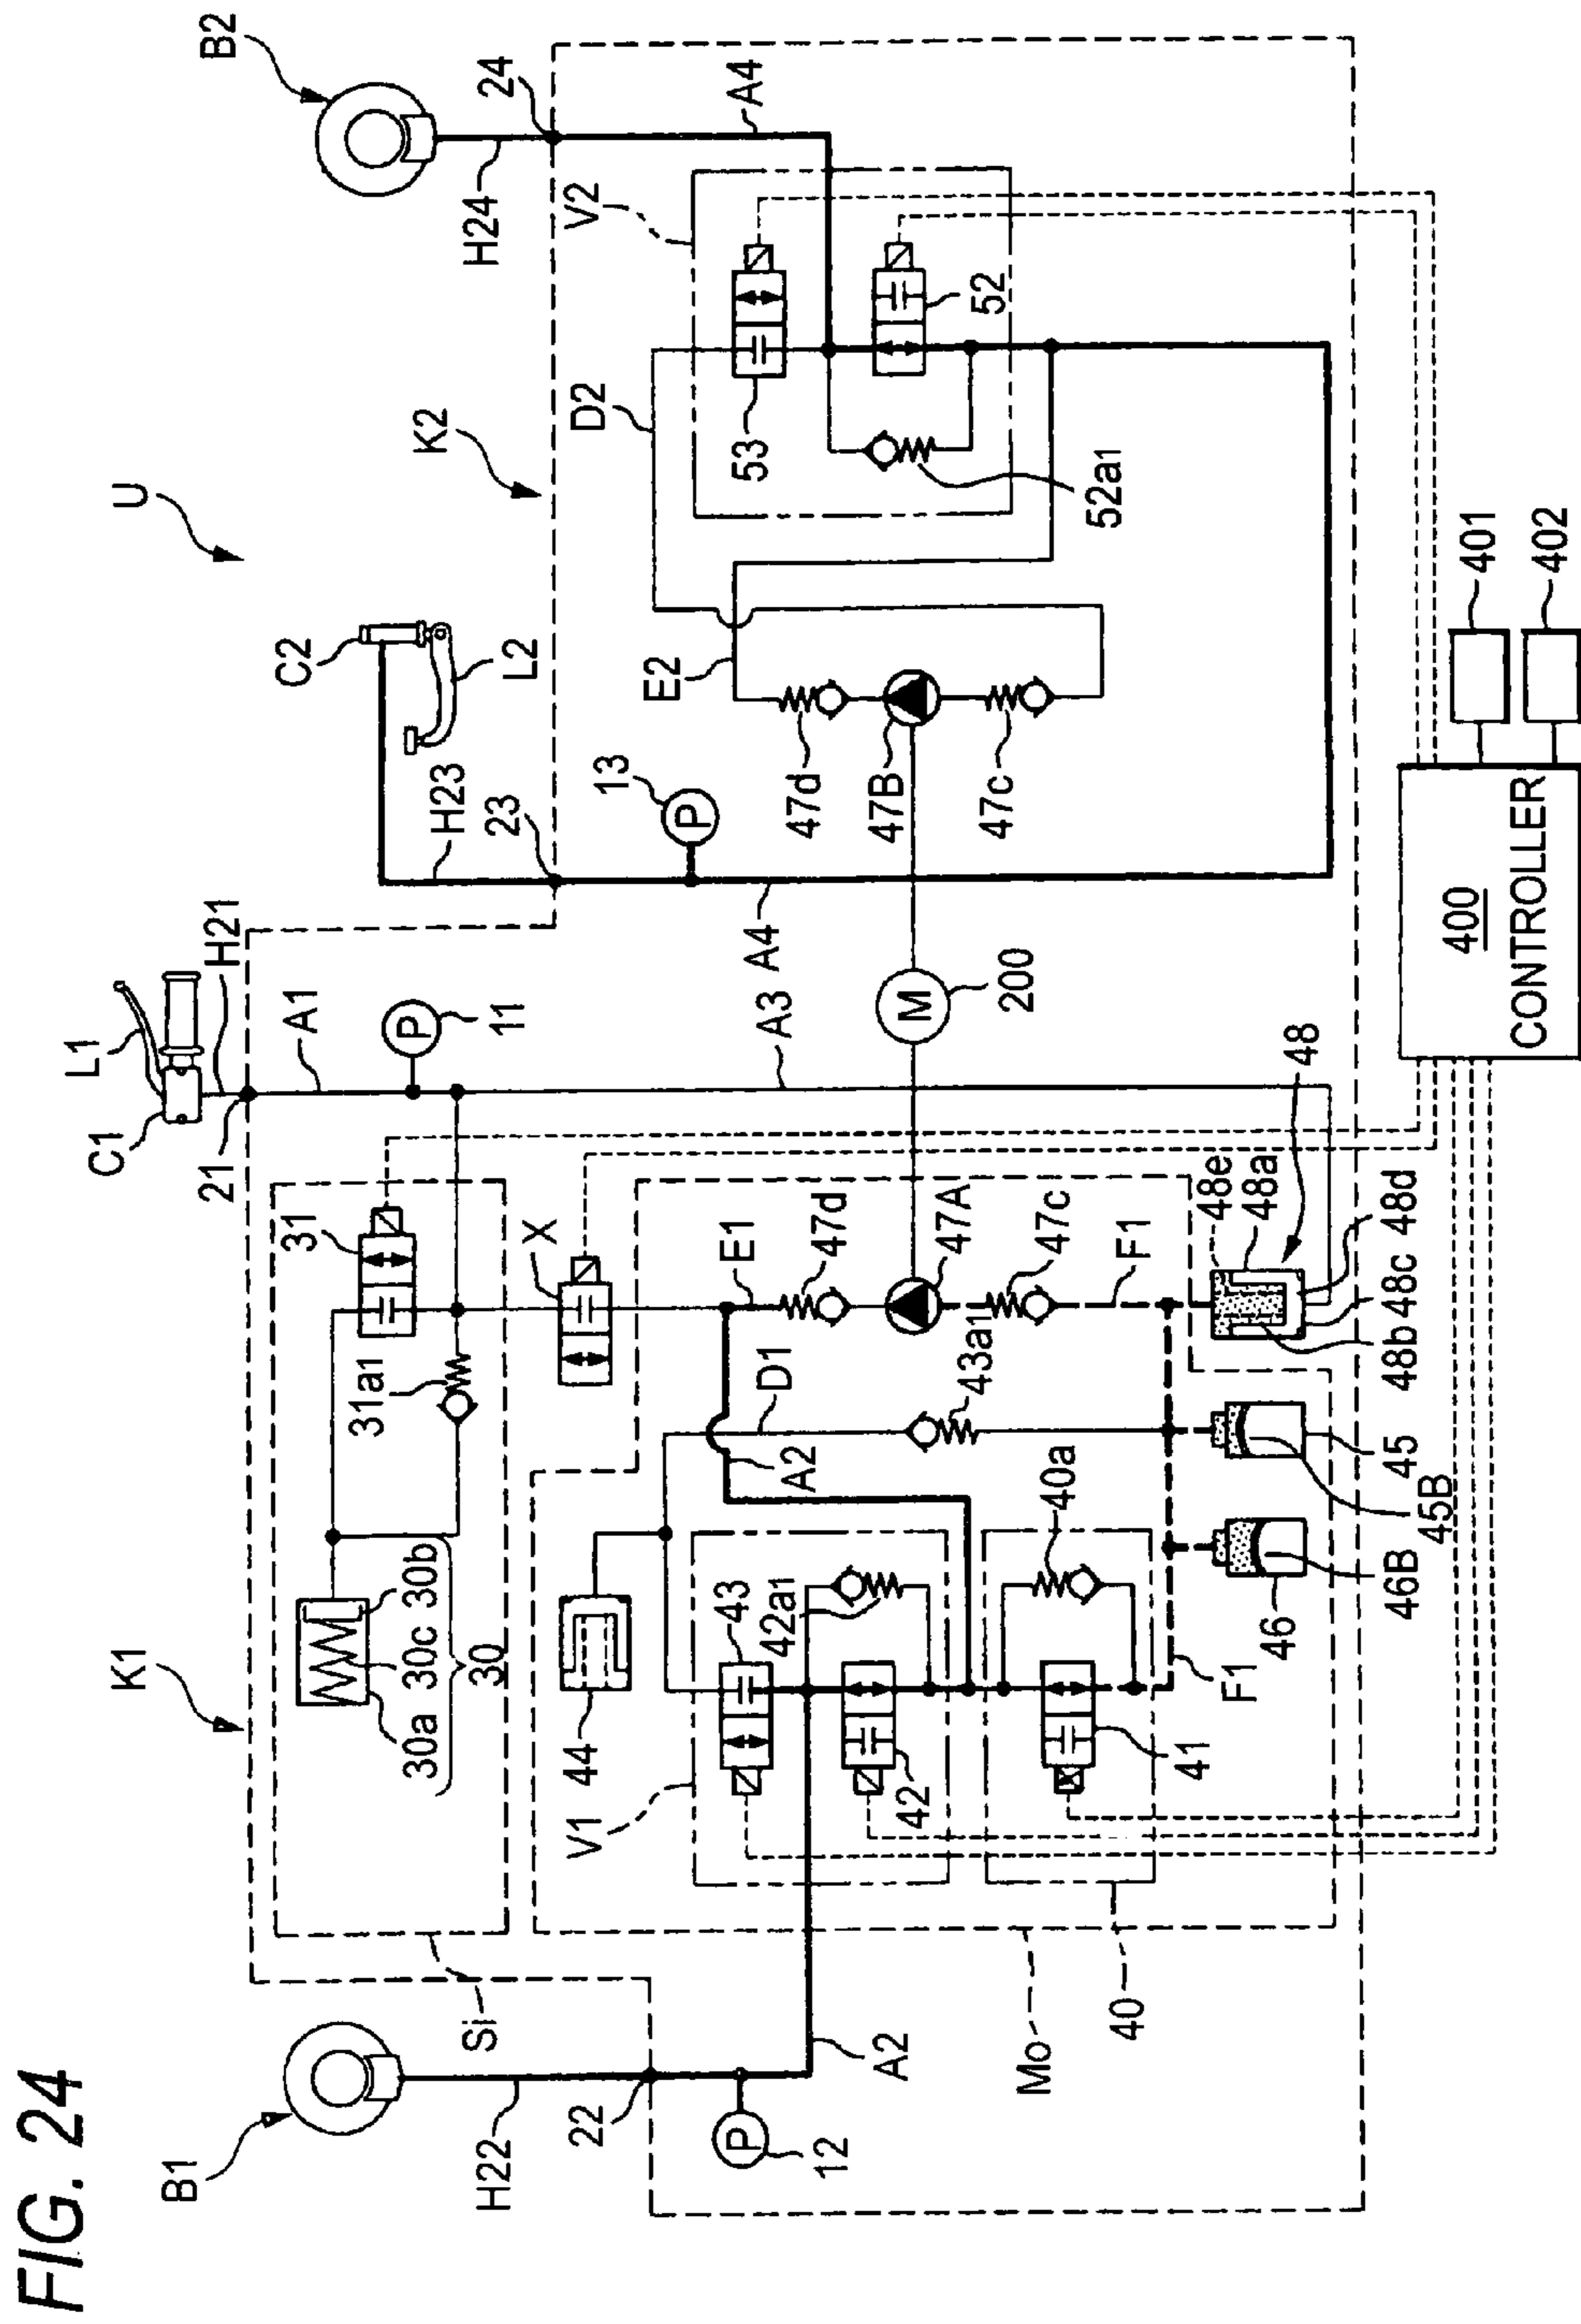 FIG. 24
B1
H22
22
P
12
A2
Si
K1
30a
30c
30b
30
31a1
31
X
C1
L1
21
H21
A1
P
11
A3
U
C2
L2
H23
23
P
13
A4
K2
B2
H24
24
A4
V2
D2
53
52
52a1
E2
47d
47B
47c
M
200
E1
47d
47A
47c
F1
D1
43a1
A2
40a
44
V1
43
42a1
42
41
F1
40
Mo
46
46B
45B
45
48b
48c
48d
48e
48a
48
400
CONTROLLER
401
402